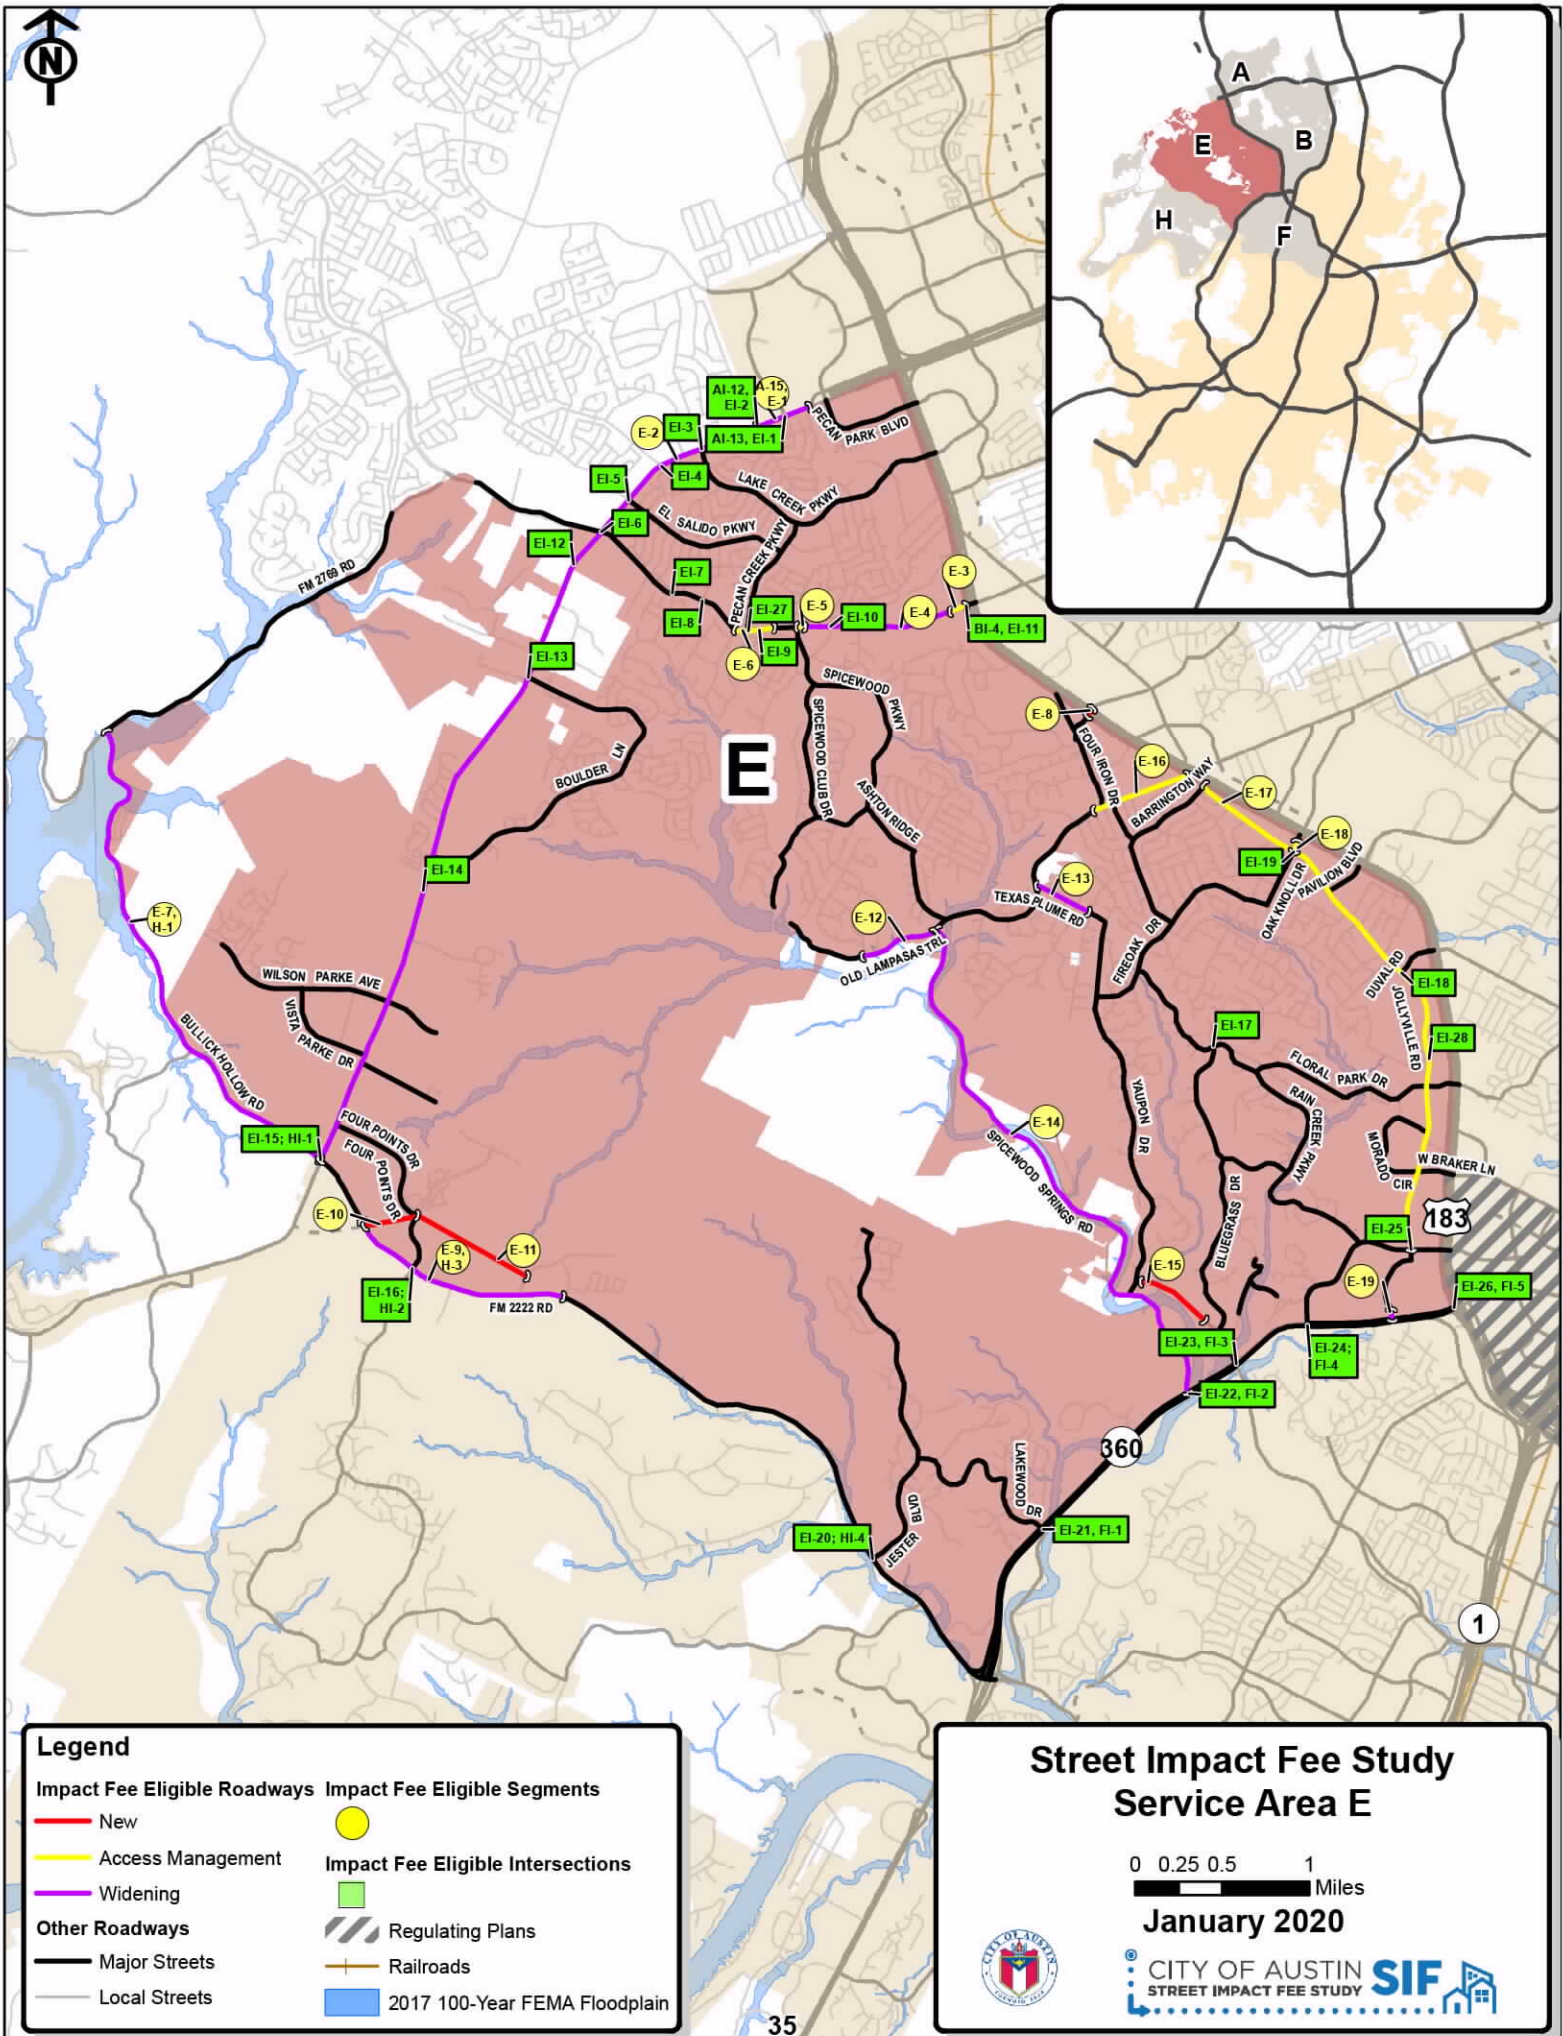 N
A
B
E
H
F
AI-12,
EI-2
A-15,
E-1
E-2
EI-3
AI-13, EI-1
PECAN PARK BLVD
EI-4
EI-5
LAKE CREEK PKWY
EI-6
EL SALIDO PKWY
EI-12
PECAN CREEK PKWY
FM 2769 RD
EI-7
E-3
EI-27
E-5
EI-10
E-4
EI-8
BI-4, EI-11
EI-9
E-6
EI-13
SPICEWOOD PKWY
SPICEWOOD CLUB DR
E-8
FOUR IRON DR
E
BOULDER LN
E-16
BARRINGTON WAY
E-17
ASHTON RIDGE
E-18
EI-19
PAVILION BLVD
OAK KNOLL DR
EI-14
E-13
TEXAS PLUME RD
E-7,
H-1
E-12
OLD LAMPASAS TRL
FIREOAK DR
DUVAL RD
EI-18
JOLLYVILLE RD
WILSON PARKE AVE
VISTA PARKE DR
BULLICK HOLLOW RD
EI-17
EI-28
FLORAL PARK DR
RAIN CREEK PKWY
YAUPON DR
E-14
SPICEWOOD SPRINGS RD
EI-15; HI-1
FOUR POINTS DR
FOUR POINTS DR
MORADO CIR
W BRAKER LN
BLUEGRASS DR
183
E-10
EI-25
E-9,
H-3
E-11
E-15
E-19
EI-26, FI-5
EI-16;
HI-2
FM 2222 RD
EI-23, FI-3
EI-24;
FI-4
EI-22, FI-2
360
LAKEWOOD DR
JESTER BLVD
EI-20; HI-4
EI-21, FI-1
1
Legend
Impact Fee Eligible Roadways
New
Access Management
Widening
Other Roadways
Major Streets
Local Streets
Impact Fee Eligible Segments
Impact Fee Eligible Intersections
Regulating Plans
Railroads
2017 100-Year FEMA Floodplain
Street Impact Fee Study
Service Area E
0 0.25 0.5 1
Miles
January 2020
CITY OF AUSTIN
FOUNDED 1839
CITY OF AUSTIN
STREET IMPACT FEE STUDY
SIF
35